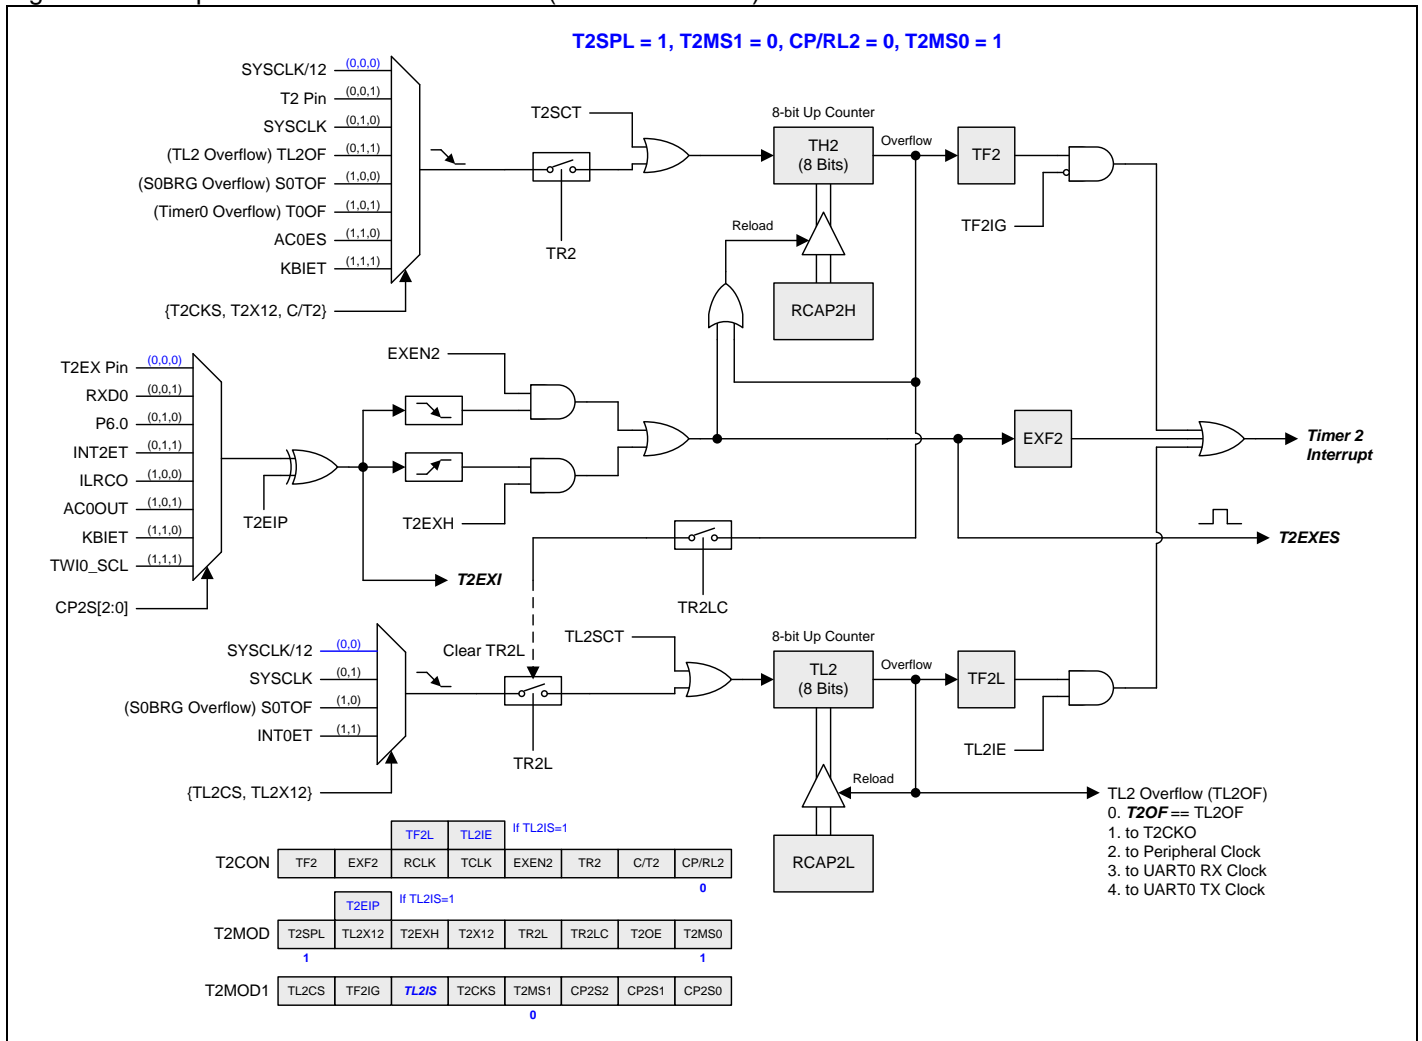 T2SPL = 1, T2MS1 = 0, CP/RL2 = 0, T2MS0 = 1
SYSCLK/12 (0,0,0)
T2 Pin (0,0,1)
SYSCLK (0,1,0)
(TL2 Overflow) TL2OF (0,1,1)
(S0BRG Overflow) S0TOF (1,0,0)
(Timer0 Overflow) T0OF (1,0,1)
AC0ES (1,1,0)
KBIET (1,1,1)
{T2CKS, T2X12, C/T2}
T2SCT
TR2
8-bit Up Counter
TH2
(8 Bits)
Overflow
TF2
TF2IG
Reload
RCAP2H
T2EX Pin (0,0,0)
RXD0 (0,0,1)
P6.0 (0,1,0)
INT2ET (0,1,1)
ILRCO (1,0,0)
AC0OUT (1,0,1)
KBIET (1,1,0)
TWI0_SCL (1,1,1)
CP2S[2:0]
T2EIP
EXEN2
T2EXH
T2EXI
EXF2
Timer 2
Interrupt
T2EXES
TR2LC
SYSCLK/12 (0,0)
SYSCLK (0,1)
(S0BRG Overflow) S0TOF (1,0)
INT0ET (1,1)
{TL2CS, TL2X12}
Clear TR2L
TR2L
TL2SCT
8-bit Up Counter
TL2
(8 Bits)
Overflow
TF2L
TL2IE
Reload
RCAP2L
TL2 Overflow (TL2OF)
0. T2OF == TL2OF
1. to T2CKO
2. to Peripheral Clock
3. to UART0 RX Clock
4. to UART0 TX Clock
TF2L TL2IE If TL2IS=1
T2CON TF2 EXF2 RCLK TCLK EXEN2 TR2 C/T2 CP/RL2
0
T2EIP If TL2IS=1
T2MOD T2SPL TL2X12 T2EXH T2X12 TR2L TR2LC T2OE T2MS0
1 1
T2MOD1 TL2CS TF2IG TL2IS T2CKS T2MS1 CP2S2 CP2S1 CP2S0
0